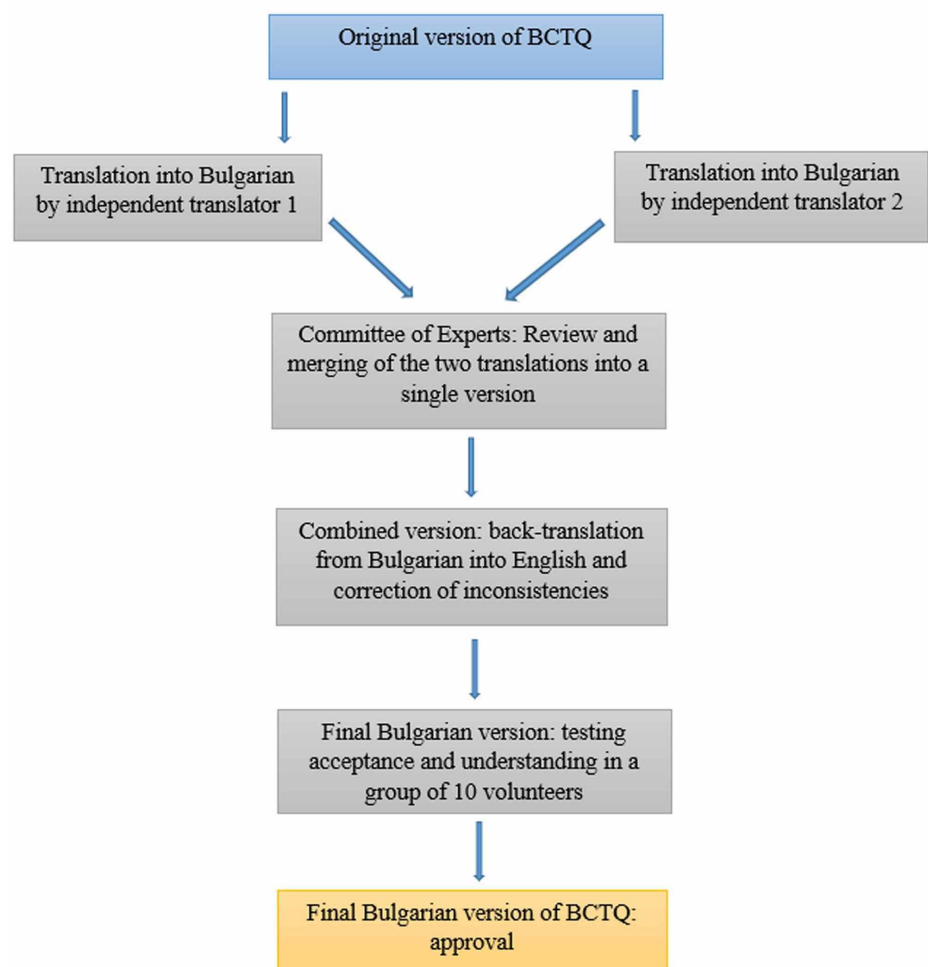 Original version of BCTQ
Translation into Bulgarian
by independent translator 1
Translation into Bulgarian
by independent translator 2
Committee of Experts: Review and
merging of the two translations into a
single version
Combined version: back-translation
from Bulgarian into English and
correction of inconsistencies
Final Bulgarian version: testing
acceptance and understanding in a
group of 10 volunteers
Final Bulgarian version of BCTQ:
approval